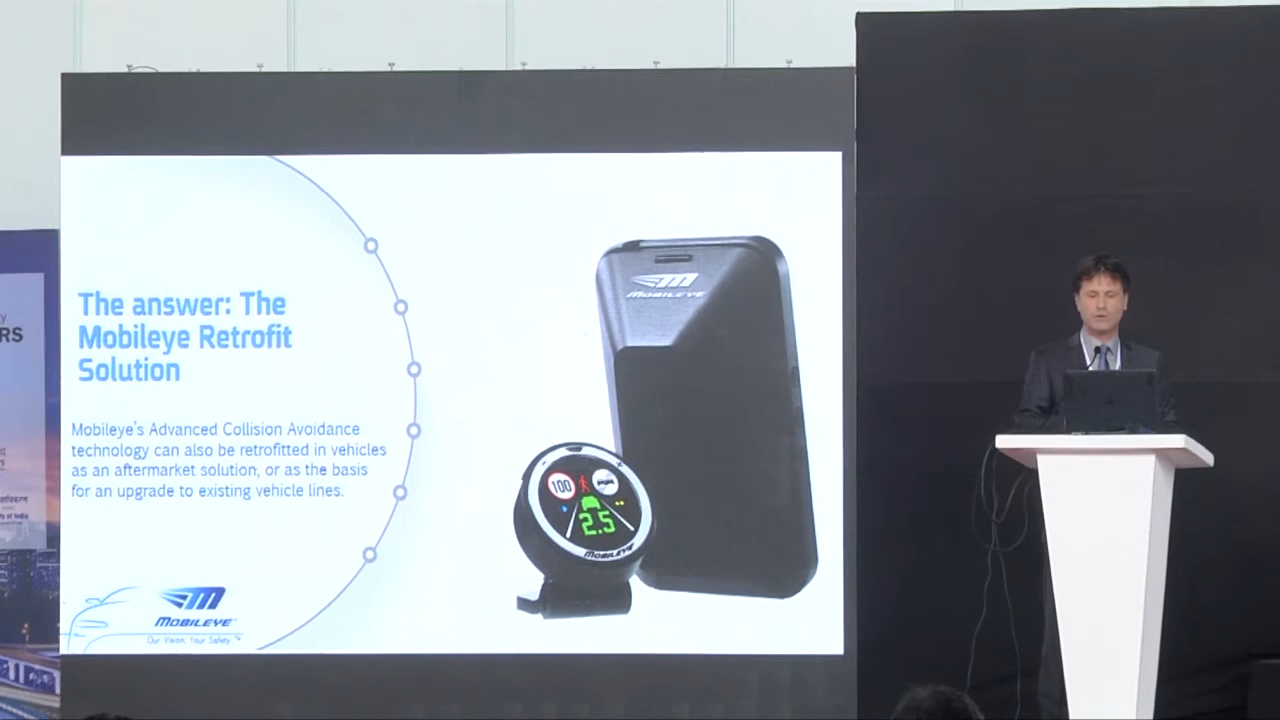 The answer: The
Mobileye Retrofit
Solution
Mobileye's Advanced Collision Avoidance
technology can also be retrofitted in vehicles
as an aftermarket solution, or as the basis
for an upgrade to existing vehicle lines.
MOBILEYE
Our Vision. Your Safety
MOBILEYE
100
2.5
MOBILEYE
RS
of India